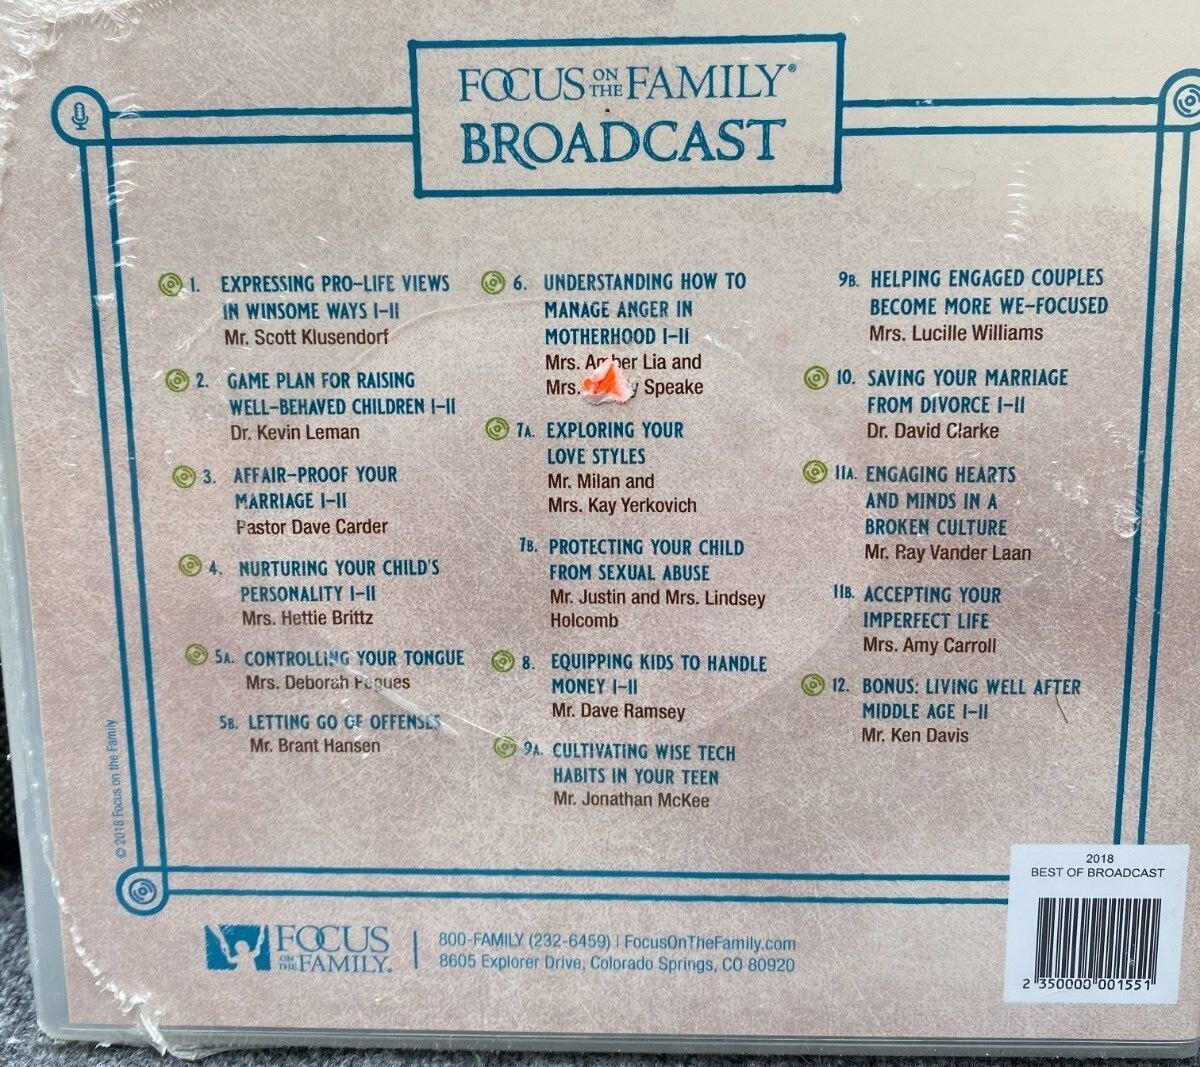 FOCUS ON THE FAMILY®
BROADCAST
1. EXPRESSING PRO-LIFE VIEWS
IN WINSOME WAYS I-II
Mr. Scott Klusendorf
2. GAME PLAN FOR RAISING
WELL-BEHAVED CHILDREN I-II
Dr. Kevin Leman
3. AFFAIR-PROOF YOUR
MARRIAGE I-II
Pastor Dave Carder
4. NURTURING YOUR CHILD'S
PERSONALITY I-II
Mrs. Hettie Brittz
5A. CONTROLLING YOUR TONGUE
Mrs. Deborah Pegues
5B. LETTING GO OF OFFENSES
Mr. Brant Hansen
6. UNDERSTANDING HOW TO
MANAGE ANGER IN
MOTHERHOOD I-II
Mrs. Amber Lia and
Mrs. Speake
7A. EXPLORING YOUR
LOVE STYLES
Mr. Milan and
Mrs. Kay Yerkovich
7B. PROTECTING YOUR CHILD
FROM SEXUAL ABUSE
Mr. Justin and Mrs. Lindsey
Holcomb
8. EQUIPPING KIDS TO HANDLE
MONEY I-II
Mr. Dave Ramsey
9A. CULTIVATING WISE TECH
HABITS IN YOUR TEEN
Mr. Jonathan McKee
9B. HELPING ENGAGED COUPLES
BECOME MORE WE-FOCUSED
Mrs. Lucille Williams
10. SAVING YOUR MARRIAGE
FROM DIVORCE I-II
Dr. David Clarke
11A. ENGAGING HEARTS
AND MINDS IN A
BROKEN CULTURE
Mr. Ray Vander Laan
11B. ACCEPTING YOUR
IMPERFECT LIFE
Mrs. Amy Carroll
12. BONUS: LIVING WELL AFTER
MIDDLE AGE I-II
Mr. Ken Davis
© 2018 Focus on the Family
FOCUS
ON THE FAMILY.
800-FAMILY (232-6459) | FocusOnTheFamily.com
8605 Explorer Drive, Colorado Springs, CO 80920
2018
BEST OF BROADCAST
2 350000 001551